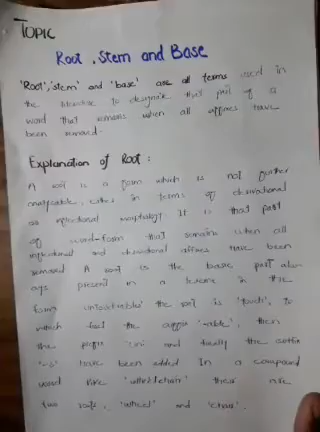 TOPIC
Root, Stem and Base
'Root', 'stem' and 'base' are all terms used in
the literature to designate that part of a
word that remains when all affixes have
been removed.
Explanation of Root:
A root is a form which is not further
analysable, either in terms of derivational
or inflectional morphology. It is that part
of word-form that remains when all
inflectional and derivational affixes have been
removed A root is the basic part alw-
ays present in a lexeme In the
form 'untouchables' the root is 'touch', to
which first the suffix '-able', then
the prefix 'un-' and finally the suffix
'-s' have been added In a compound
word like 'wheelchair' there are
two roots, 'wheel' and 'chair'.